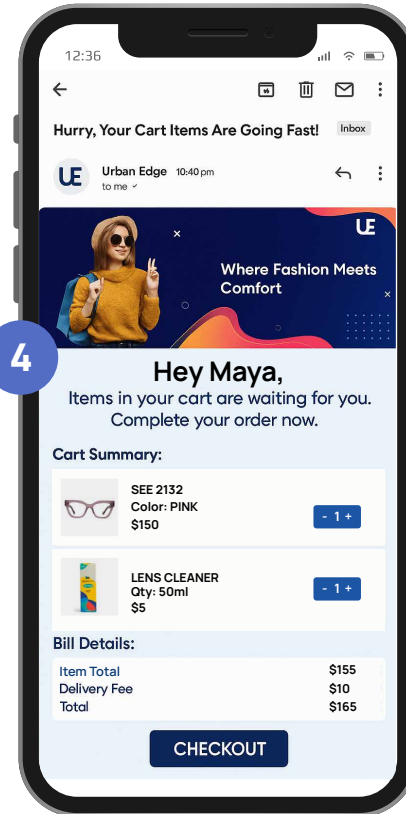 12:36
Hurry, Your Cart Items Are Going Fast! Inbox
UE Urban Edge 10:40 pm
to me
UE
Where Fashion Meets
Comfort
4
Hey Maya,
Items in your cart are waiting for you.
Complete your order now.
Cart Summary:
SEE 2132
Color: PINK
$150
- 1 +
LENS CLEANER
Qty: 50ml
$5
- 1 +
Bill Details:
Item Total $155
Delivery Fee $10
Total $165
CHECKOUT